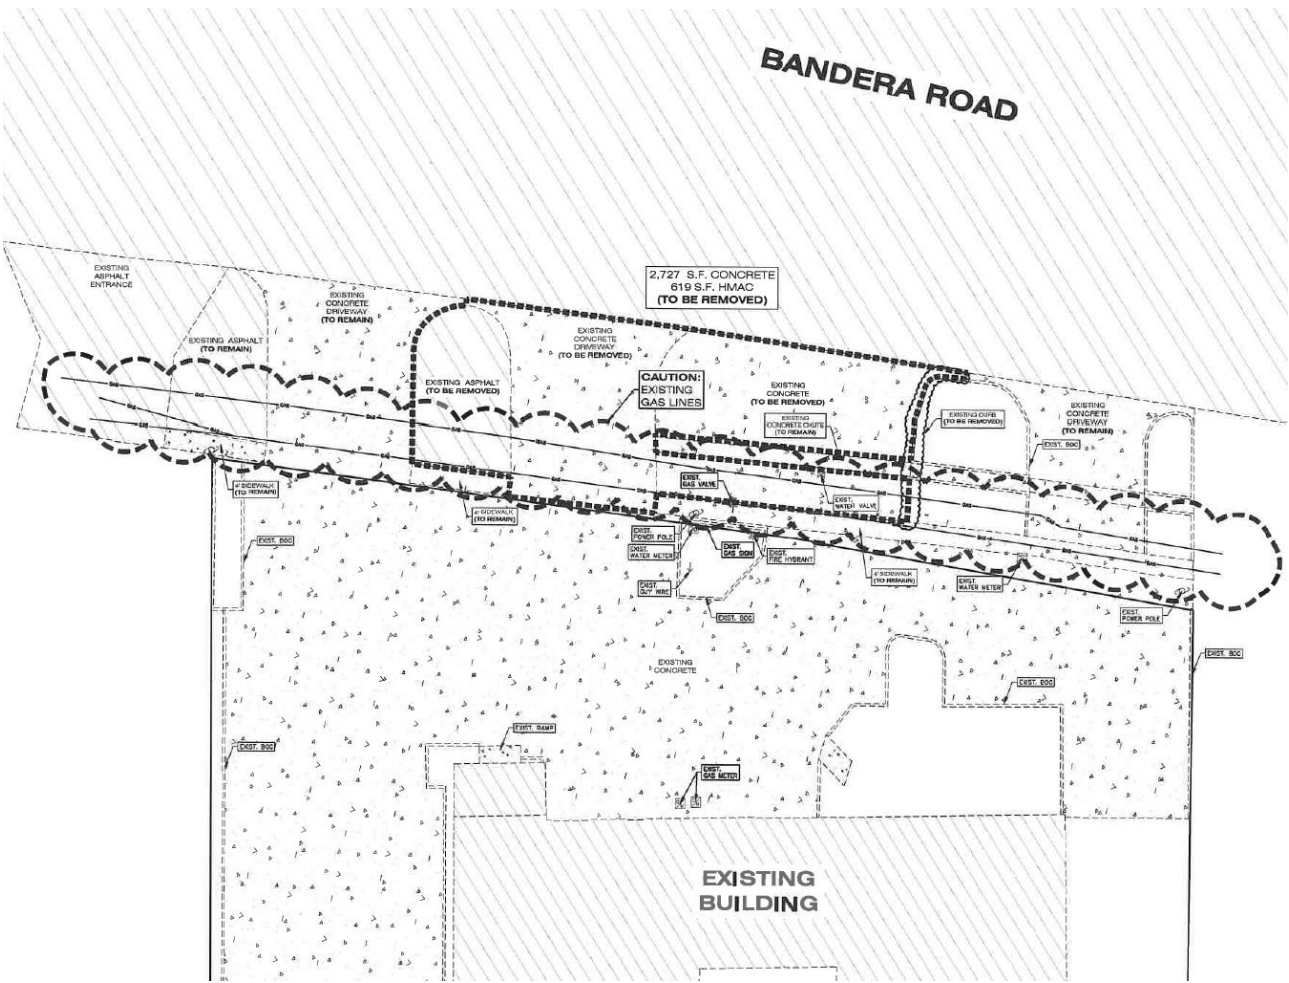 BANDERA ROAD
EXISTING
ASPHALT
ENTRANCE
2,727 S.F. CONCRETE
619 S.F. HMAC
(TO BE REMOVED)
EXISTING
CONCRETE
DRIVEWAY
(TO REMAIN)
EXISTING ASPHALT
(TO REMAIN)
EXISTING
CONCRETE
DRIVEWAY
(TO BE REMOVED)
EXISTING ASPHALT
(TO BE REMOVED)
CAUTION:
EXISTING
GAS LINES
EXISTING
CONCRETE
(TO BE REMOVED)
EXISTING
CONCRETE CHUTE
(TO REMAIN)
EXISTING CURB
(TO BE REMOVED)
EXISTING
CONCRETE
DRIVEWAY
(TO REMAIN)
EXIST. BOC
4' SIDEWALK
(TO REMAIN)
4' SIDEWALK
(TO REMAIN)
EXIST.
GAS VALVE
EXIST.
WATER VALVE
EXIST. BOC
EXIST.
POWER POLE
EXIST.
WATER METER
EXIST.
GAS SIGN
EXIST.
FIRE HYDRANT
4' SIDEWALK
(TO REMAIN)
EXIST.
WATER METER
EXIST.
GUY WIRE
EXIST. BOC
EXIST.
POWER POLE
EXIST. BOC
EXISTING
CONCRETE
EXIST. BOC
EXIST. RAMP
EXIST. BOC
EXIST.
GAS METER
EXISTING
BUILDING